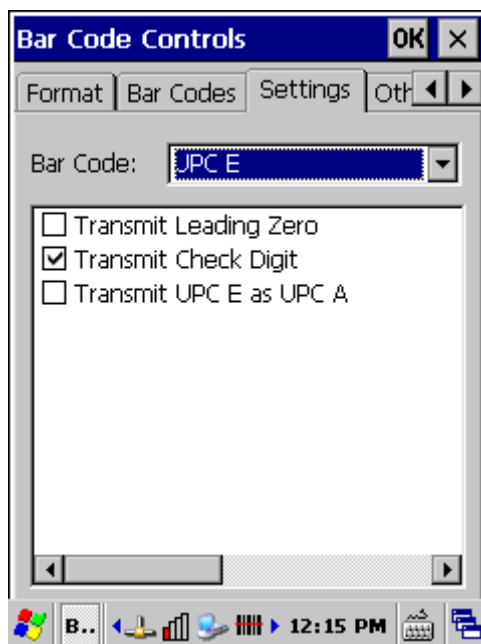 Bar Code Controls OK
Format Bar Codes Settings Oth
Bar Code: UPC E
Transmit Leading Zero
Transmit Check Digit
Transmit UPC E as UPC A
B.. 12:15 PM